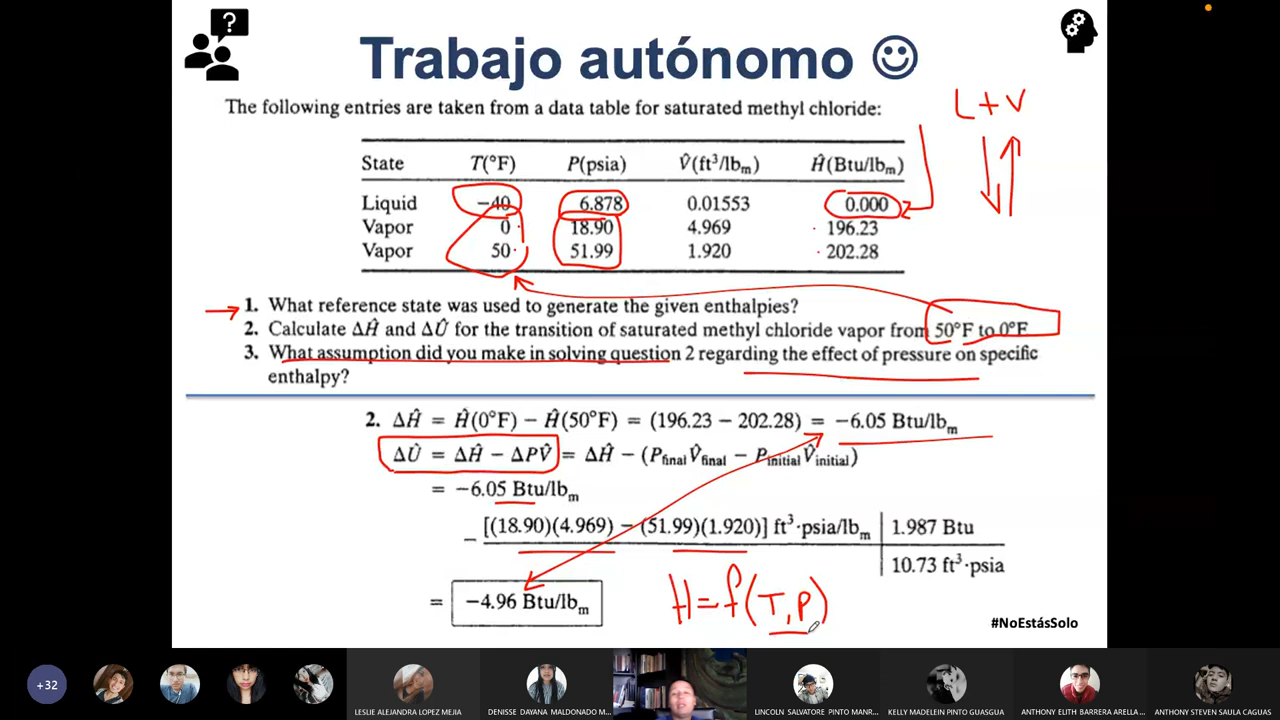 ?
Trabajo autónomo ☺
L + V
The following entries are taken from a data table for saturated methyl chloride:
State T(°F) P(psia) V̂(ft³/lbₘ) Ĥ(Btu/lbₘ)
Liquid −40 6.878 0.01553 0.000
Vapor 0 18.90 4.969 196.23
Vapor 50 51.99 1.920 202.28
1. What reference state was used to generate the given enthalpies?
2. Calculate ΔĤ and ΔÛ for the transition of saturated methyl chloride vapor from 50°F to 0°F
3. What assumption did you make in solving question 2 regarding the effect of pressure on specific
enthalpy?
2. ΔĤ = Ĥ(0°F) − Ĥ(50°F) = (196.23 − 202.28) = −6.05 Btu/lbₘ
ΔÛ = ΔĤ − ΔPV̂ = ΔĤ − (Pfinal V̂final − Pinitial V̂initial)
= −6.05 Btu/lbₘ
− [(18.90)(4.969) − (51.99)(1.920)] ft³·psia/lbₘ 1.987 Btu
10.73 ft³·psia
= −4.96 Btu/lbₘ
H = f(T, P)
#NoEstásSolo
+32
LESLIE ALEJANDRA LOPEZ MEJIA
DENISSE DAYANA MALDONADO M...
LINCOLN SALVATORE PINTO MANR...
KELLY MADELEIN PINTO GUASGUA
ANTHONY ELITH BARRERA ARELLA ...
ANTHONY STEVEN SAULA CAGUAS